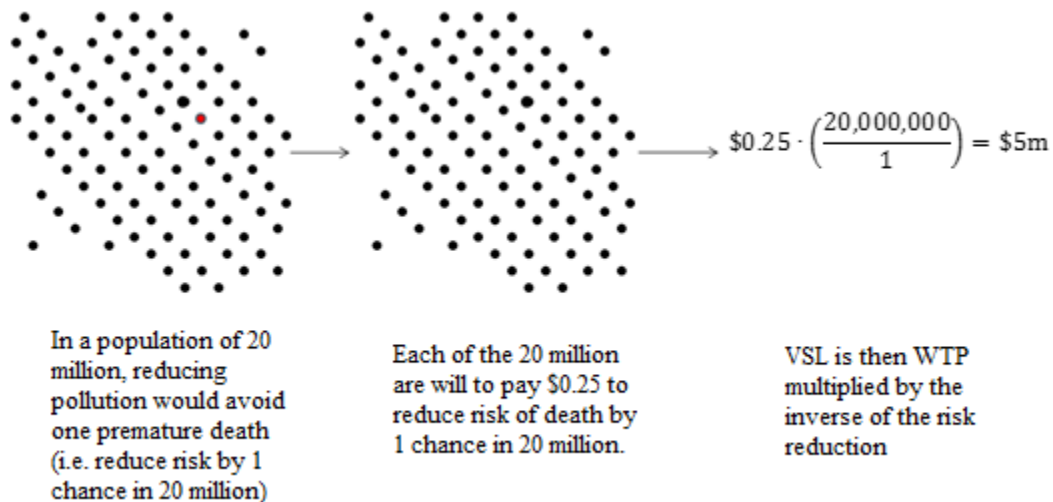 $0.25 · (20,000,000/1) = $5m
In a population of 20
million, reducing
pollution would avoid
one premature death
(i.e. reduce risk by 1
chance in 20 million)
Each of the 20 million
are will to pay $0.25 to
reduce risk of death by
1 chance in 20 million.
VSL is then WTP
multiplied by the
inverse of the risk
reduction